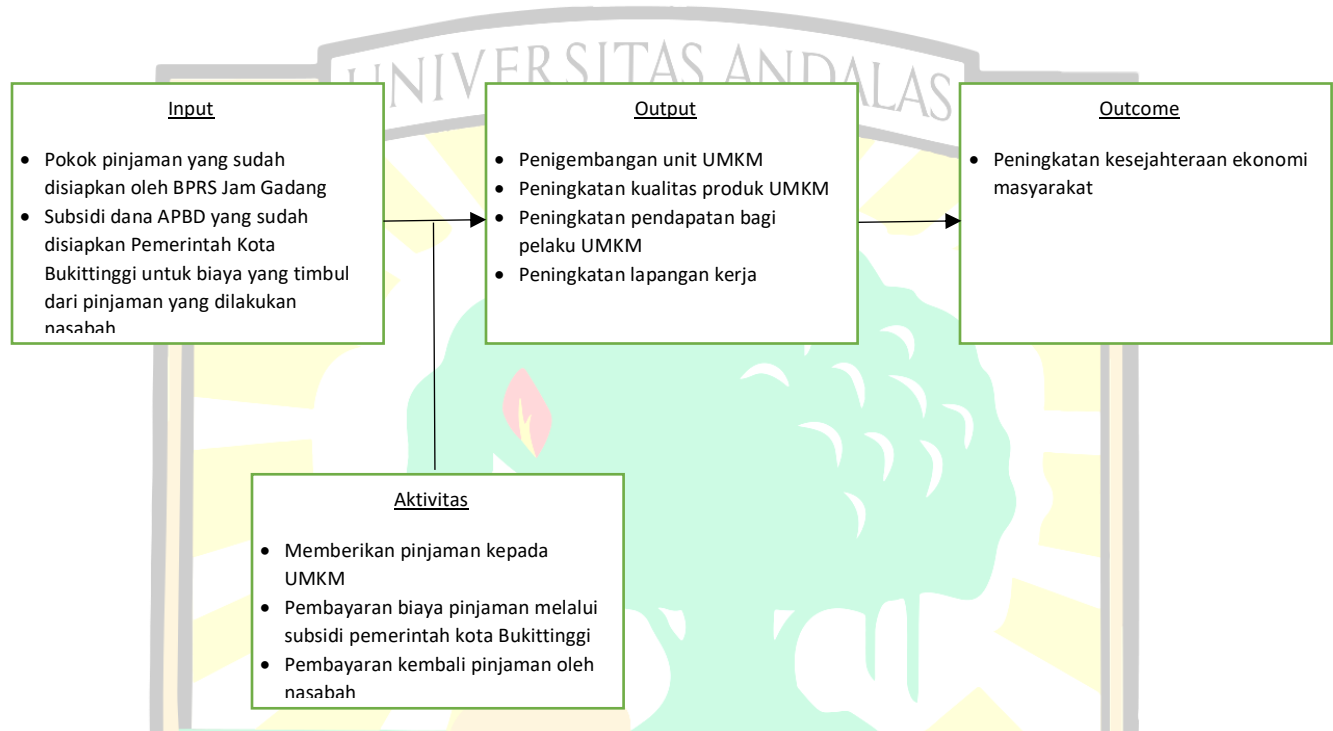 UNIVERSITAS ANDALAS
Input
• Pokok pinjaman yang sudah
disiapkan oleh BPRS Jam Gadang
• Subsidi dana APBD yang sudah
disiapkan Pemerintah Kota
Bukittinggi untuk biaya yang timbul
dari pinjaman yang dilakukan
nasabah
Output
• Penigembangan unit UMKM
• Peningkatan kualitas produk UMKM
• Peningkatan pendapatan bagi
pelaku UMKM
• Peningkatan lapangan kerja
Outcome
• Peningkatan kesejahteraan ekonomi
masyarakat
Aktivitas
• Memberikan pinjaman kepada
UMKM
• Pembayaran biaya pinjaman melalui
subsidi pemerintah kota Bukittinggi
• Pembayaran kembali pinjaman oleh
nasabah